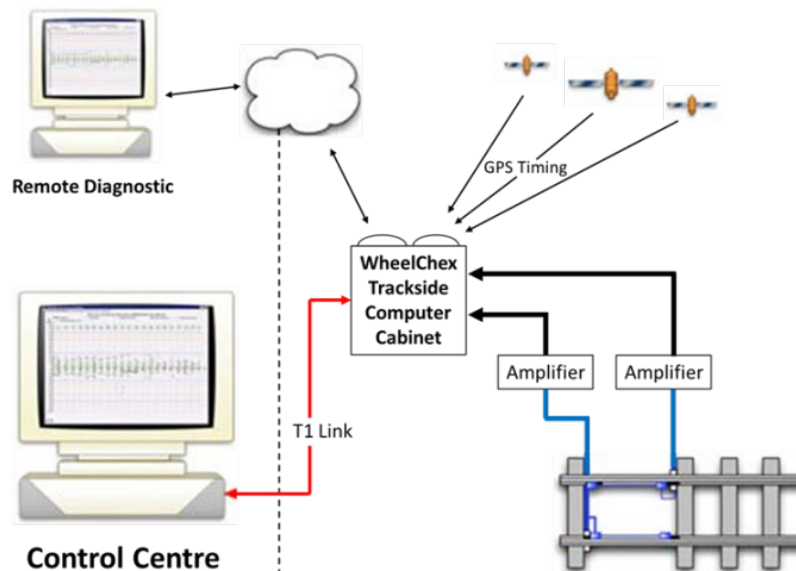 Remote Diagnostic
GPS Timing
WheelChex
Trackside
Computer
Cabinet
Amplifier
Amplifier
T1 Link
Control Centre